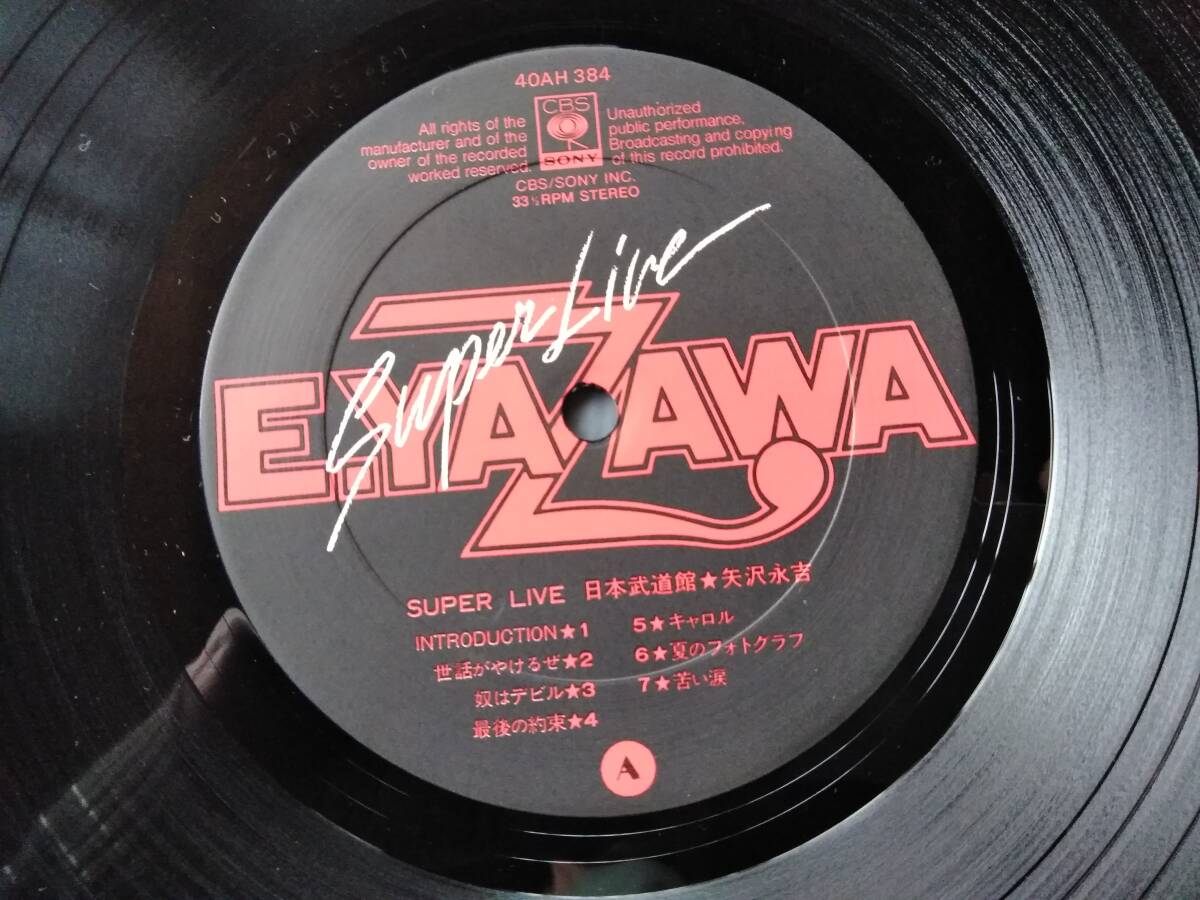 40AH 384
All rights of the
manufacturer and of the
owner of the recorded
worked reserved.
CBS
SONY
Unauthorized
public performance.
Broadcasting and copying
of this record prohibited.
CBS/SONY INC.
33⅓RPM STEREO
Super Live
E.YAZAWA
SUPER LIVE 日本武道館★矢沢永吉
INTRODUCTION★1
世話がやけるぜ★2
奴はデビル★3
最後の約束★4
5★キャロル
6★夏のフォトグラフ
7★苦い涙
A